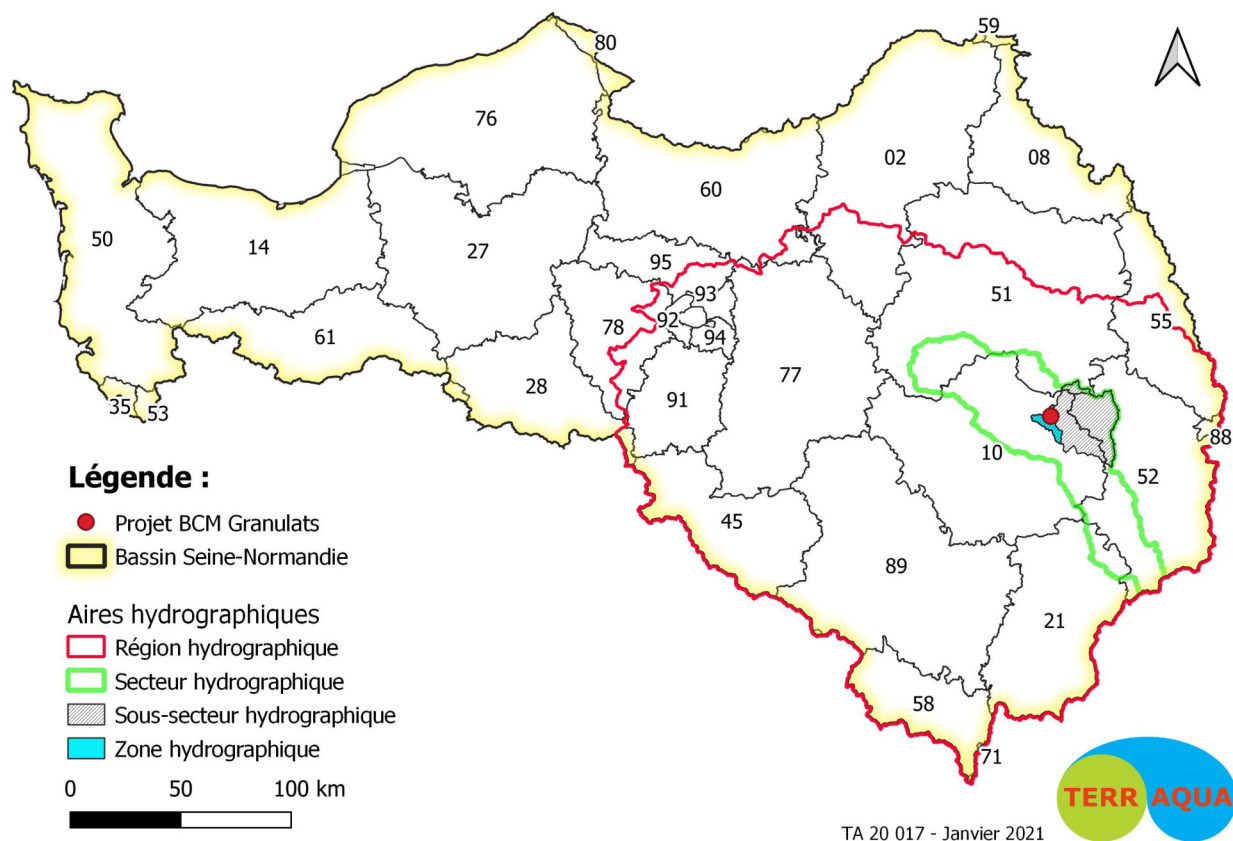 59
80
76
02
08
60
50
14
27
95
93
51
55
92
78
94
61
28
77
91
35
53
88
10
52
Légende :
Projet BCM Granulats
45
Bassin Seine-Normandie
89
Aires hydrographiques
21
Région hydrographique
Secteur hydrographique
58
Sous-secteur hydrographique
Zone hydrographique
71
0 50 100 km
TERR AQUA
TA 20 017 - Janvier 2021